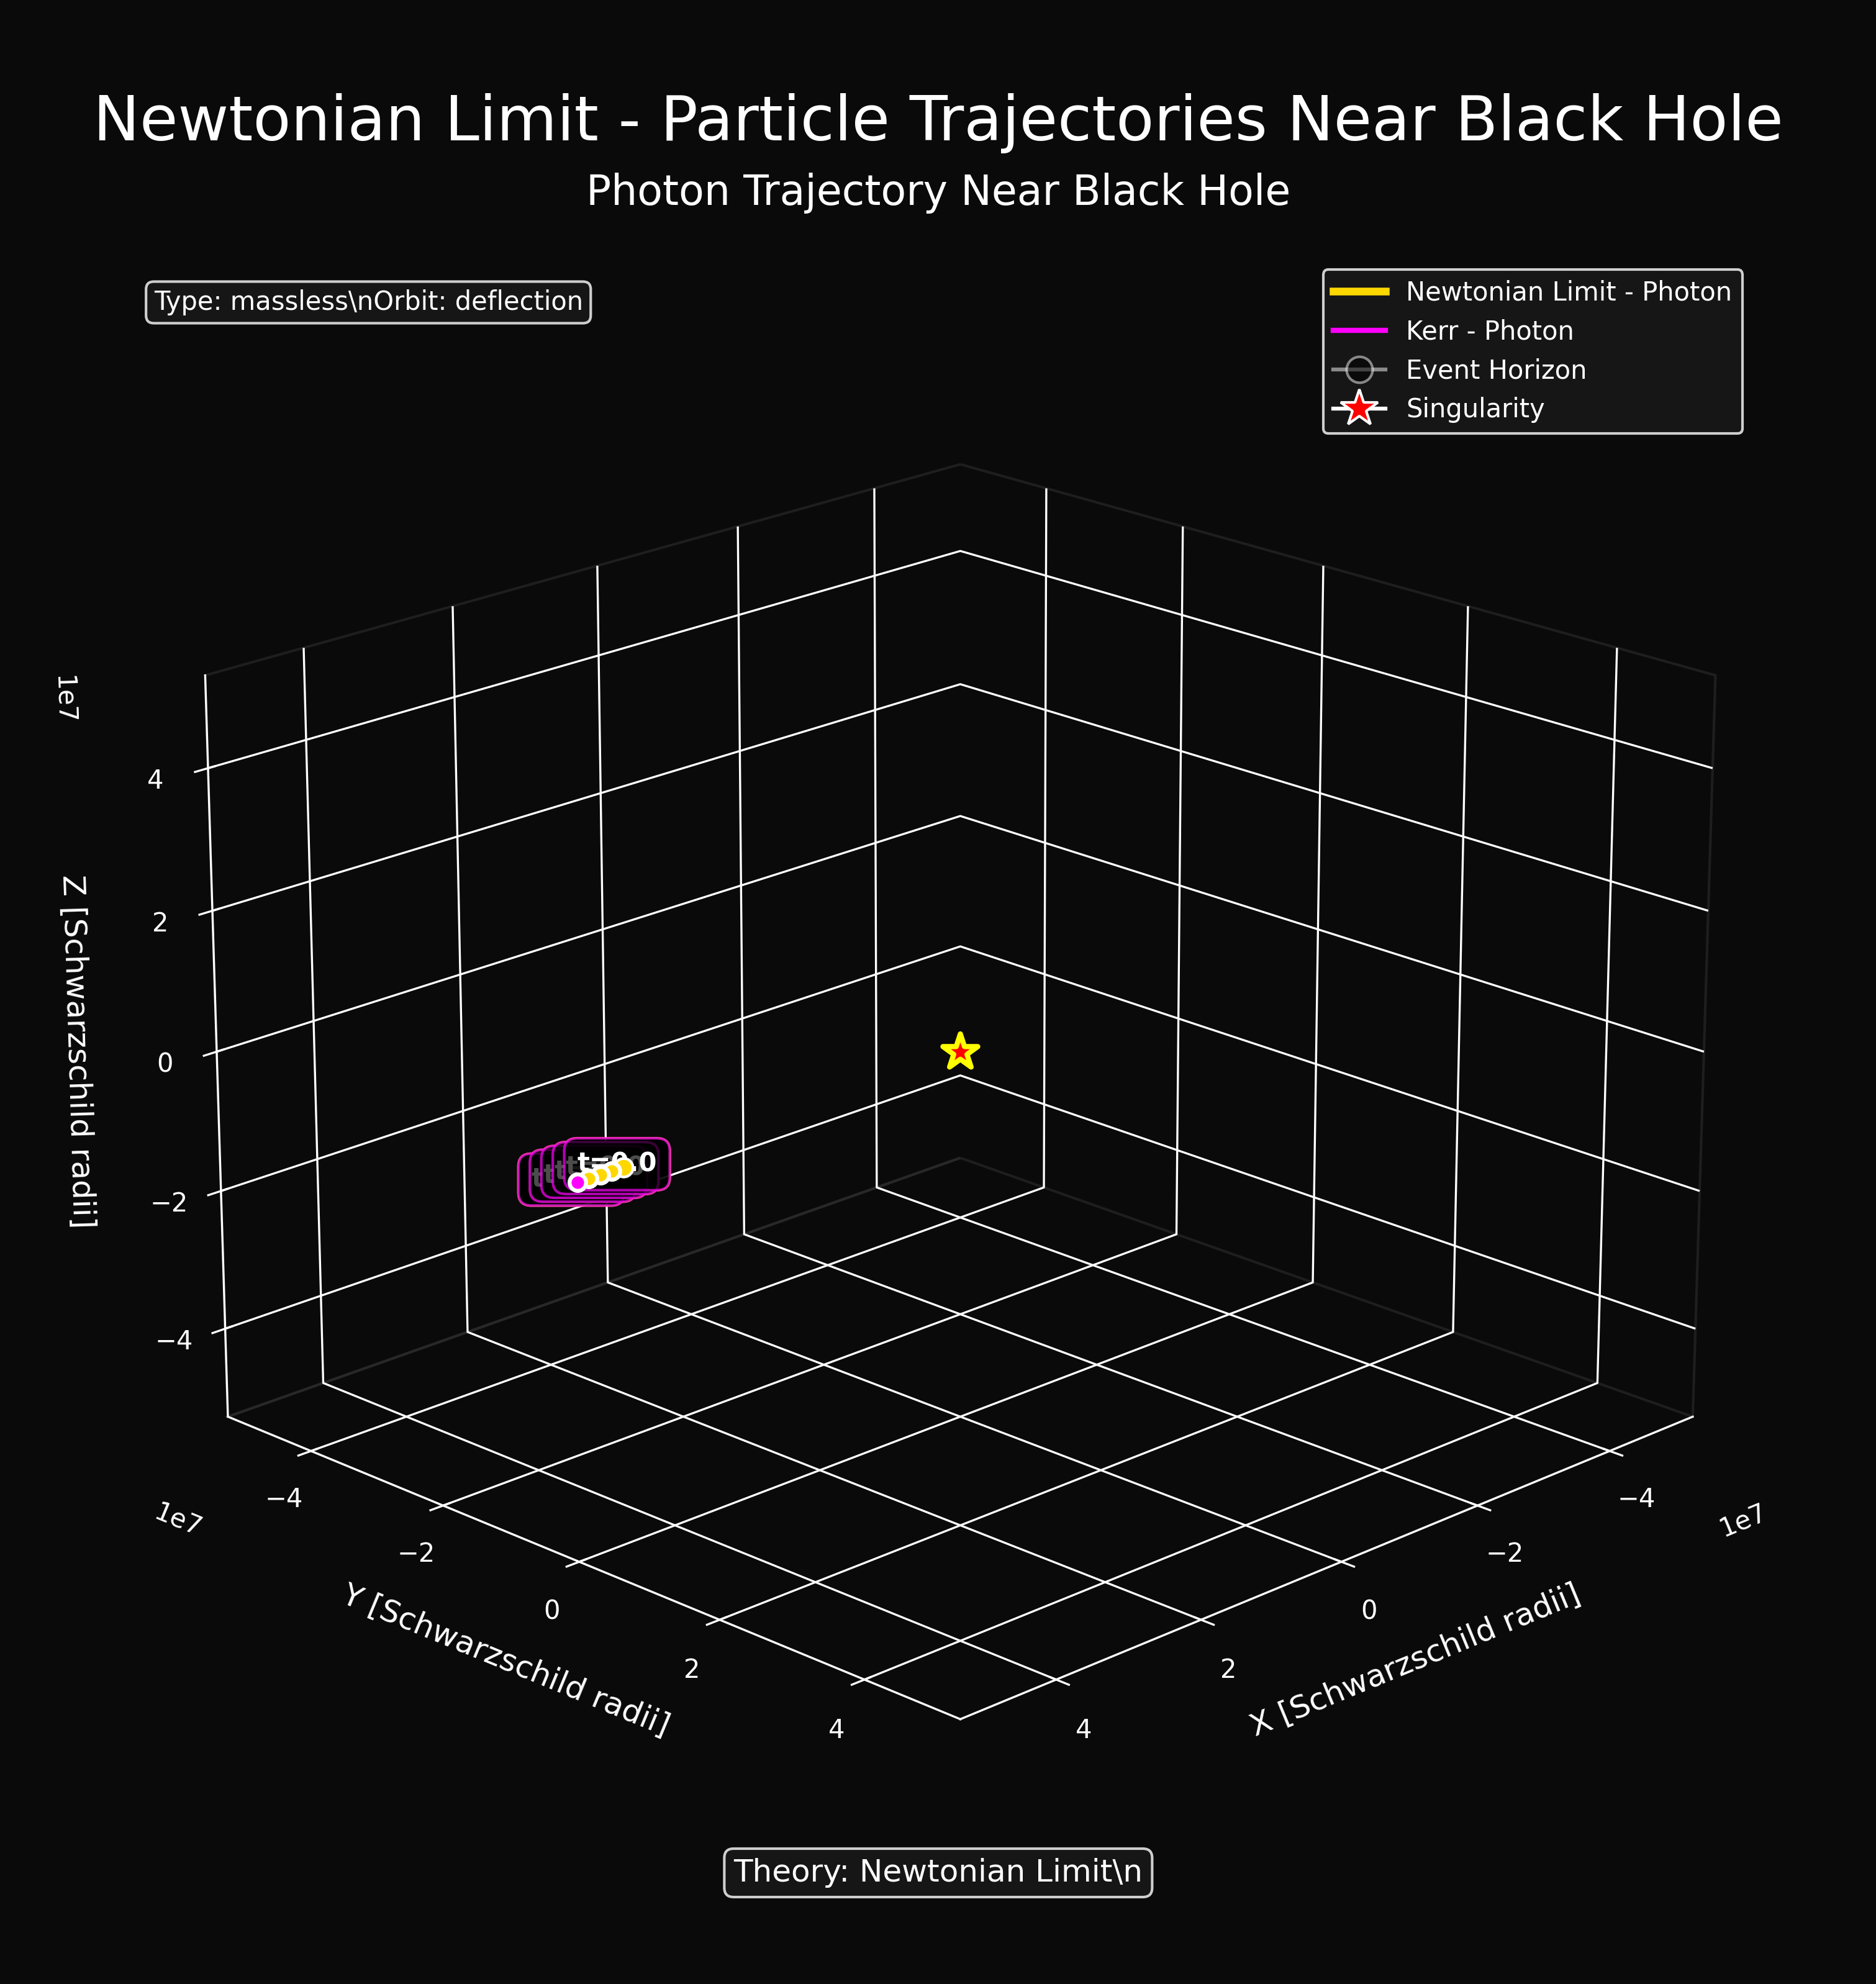 Newtonian Limit - Particle Trajectories Near Black Hole
Photon Trajectory Near Black Hole
Type: massless\nOrbit: deflection
Newtonian Limit - Photon
Kerr - Photon
Event Horizon
Singularity
1e7
4
2
0
−2
−4
Z [Schwarzschild radii]
1e7
−4
−2
0
2
4
Y [Schwarzschild radii]
4
2
0
−2
−4
1e7
X [Schwarzschild radii]
Theory: Newtonian Limit\n